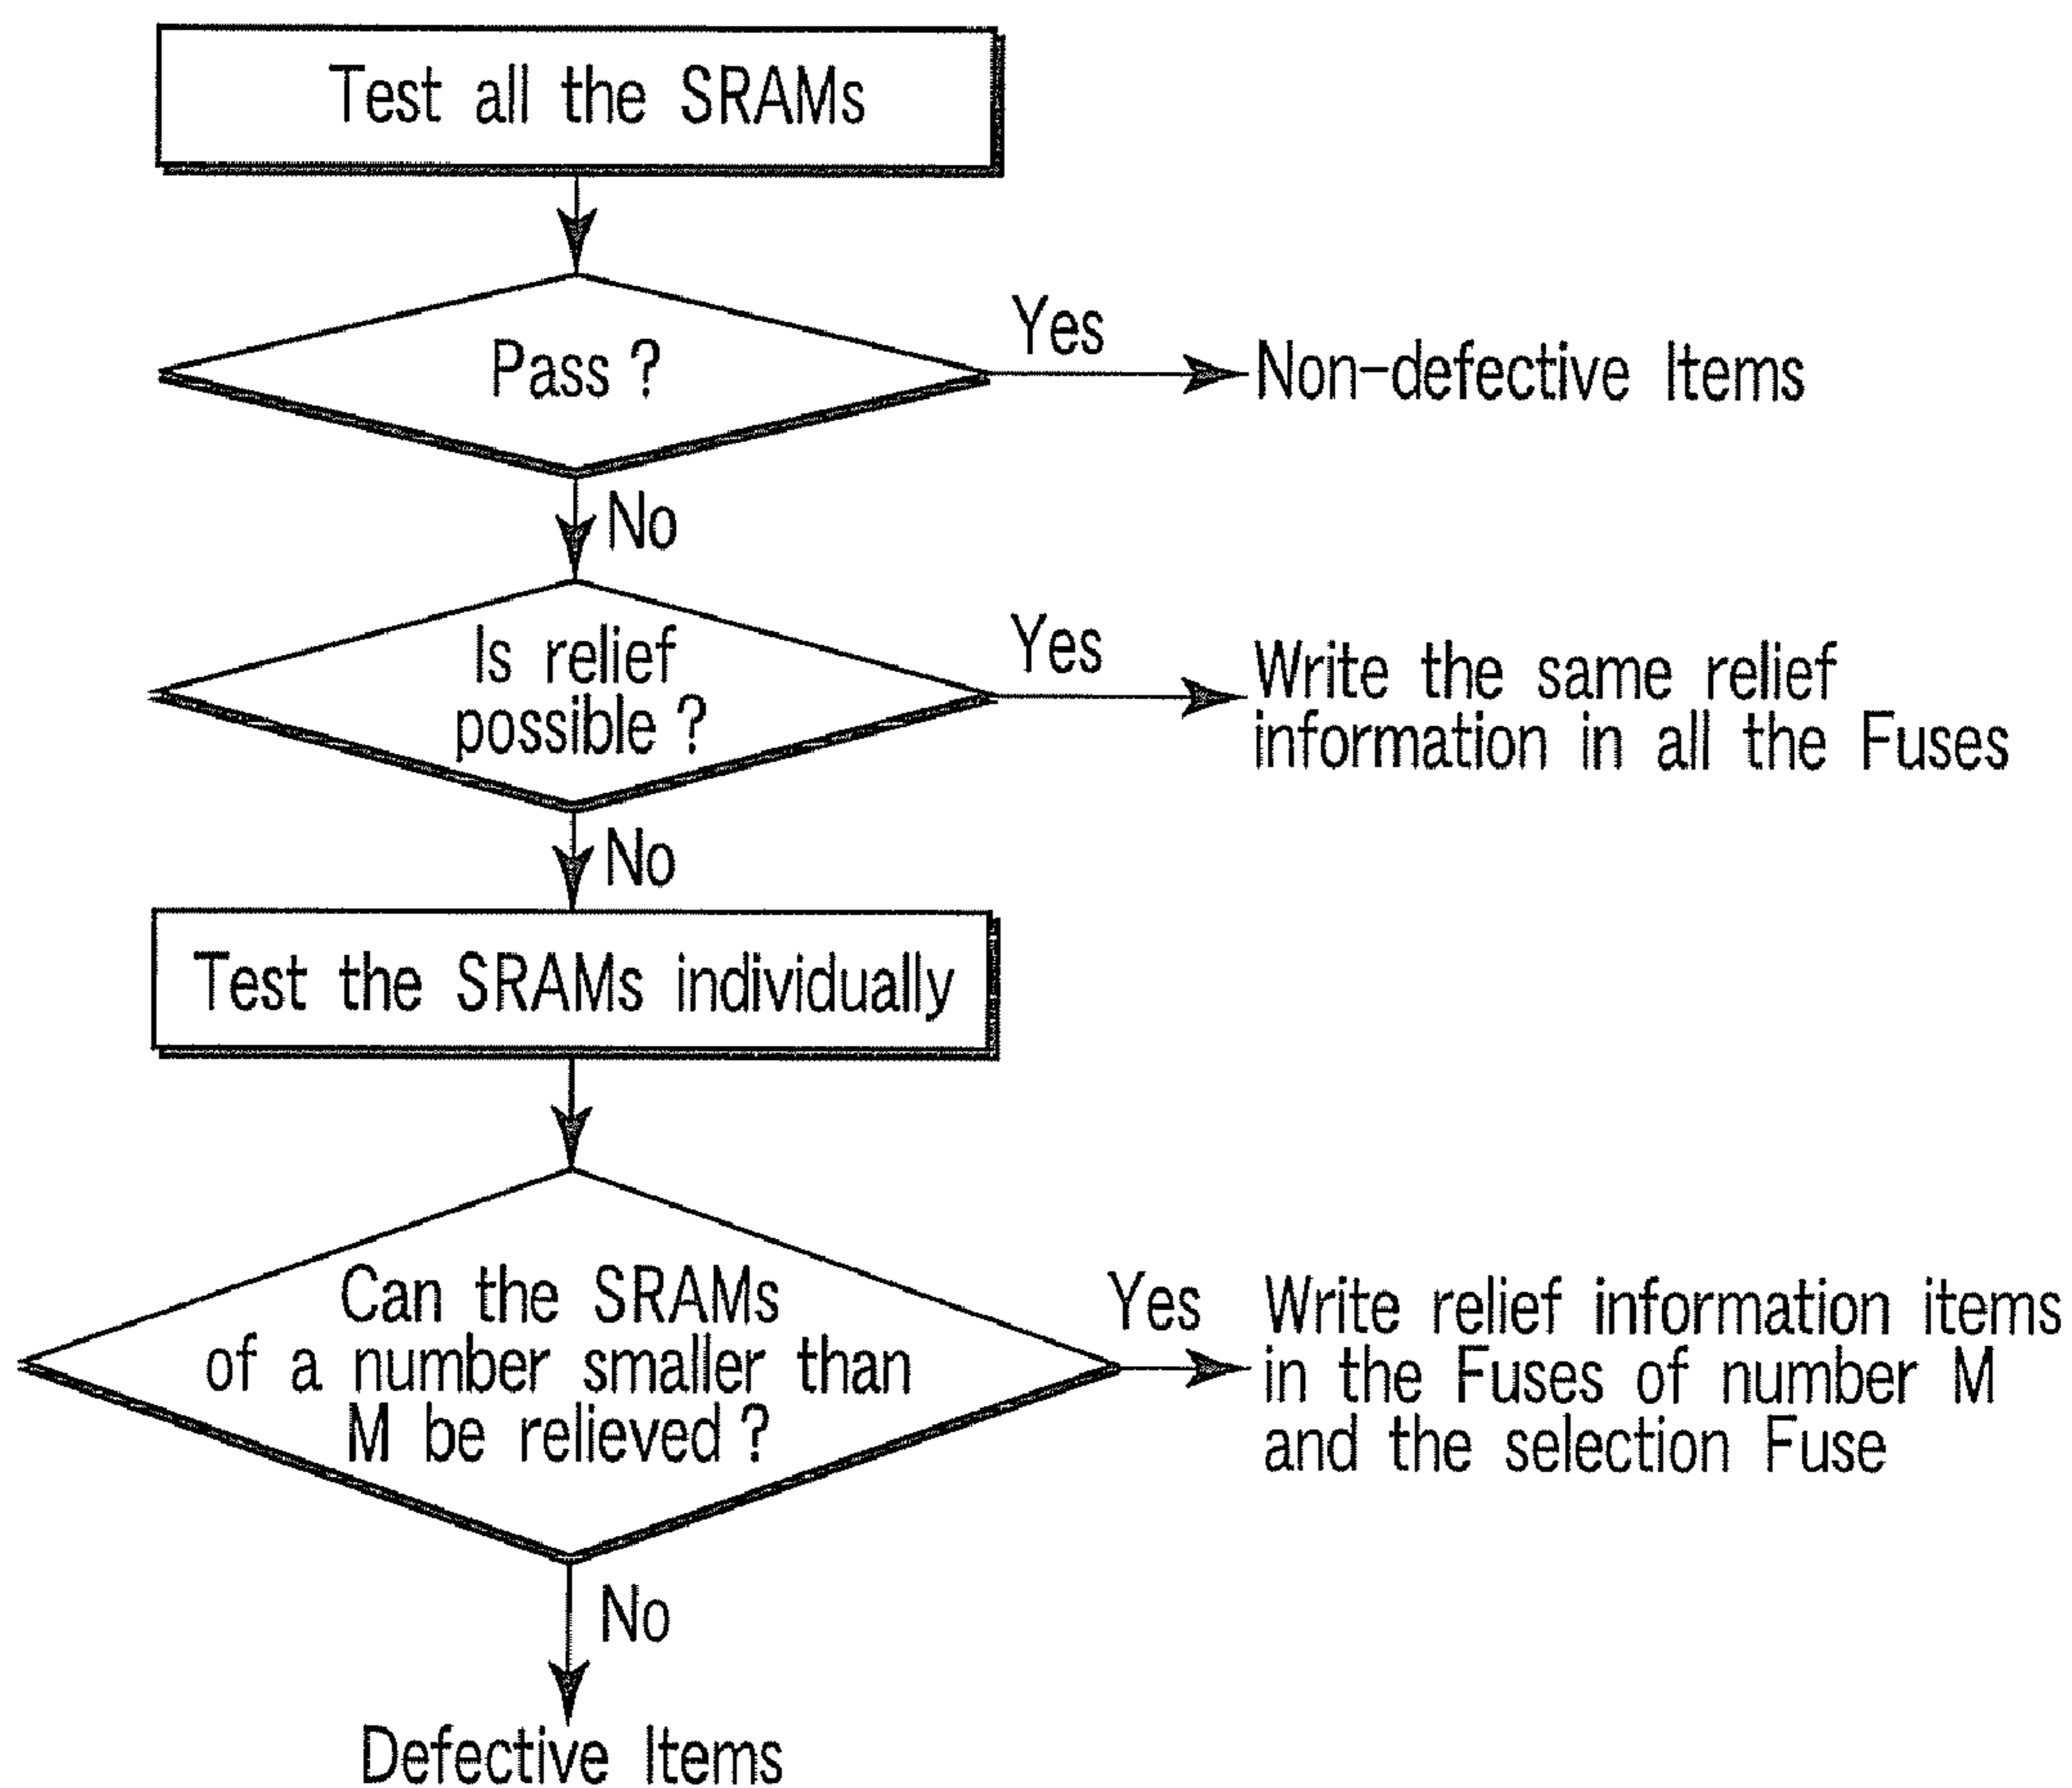 Test all the SRAMs
Pass ?
Yes
Non-defective Items
No
Is relief
possible ?
Yes
Write the same relief
information in all the Fuses
No
Test the SRAMs individually
Can the SRAMs
of a number smaller than
M be relieved ?
Yes
Write relief information items
in the Fuses of number M
and the selection Fuse
No
Defective Items